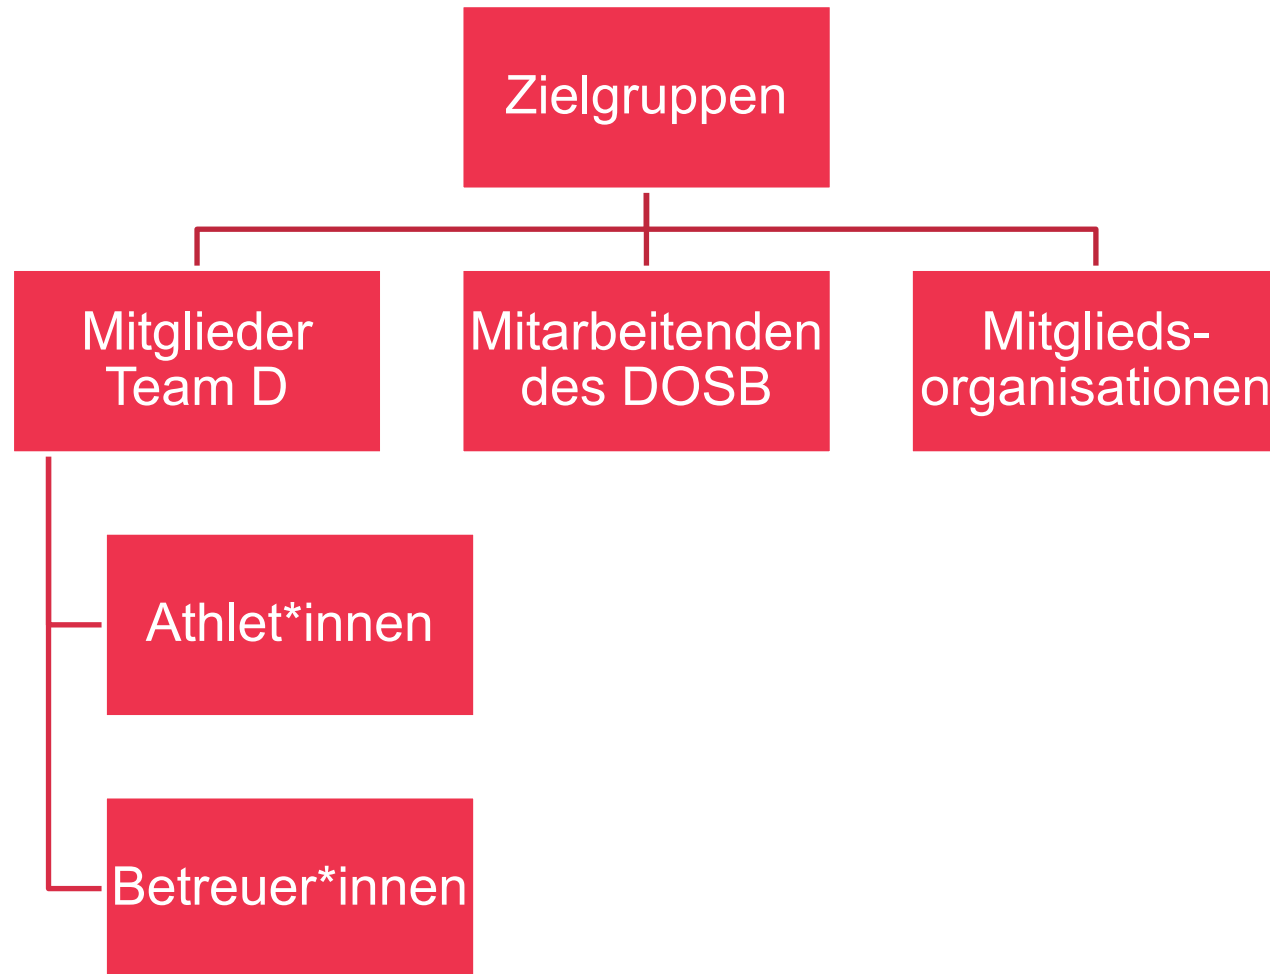 Zielgruppen
Mitglieder
Team D
Mitarbeitenden
des DOSB
Mitglieds-
organisationen
Athlet*innen
Betreuer*innen